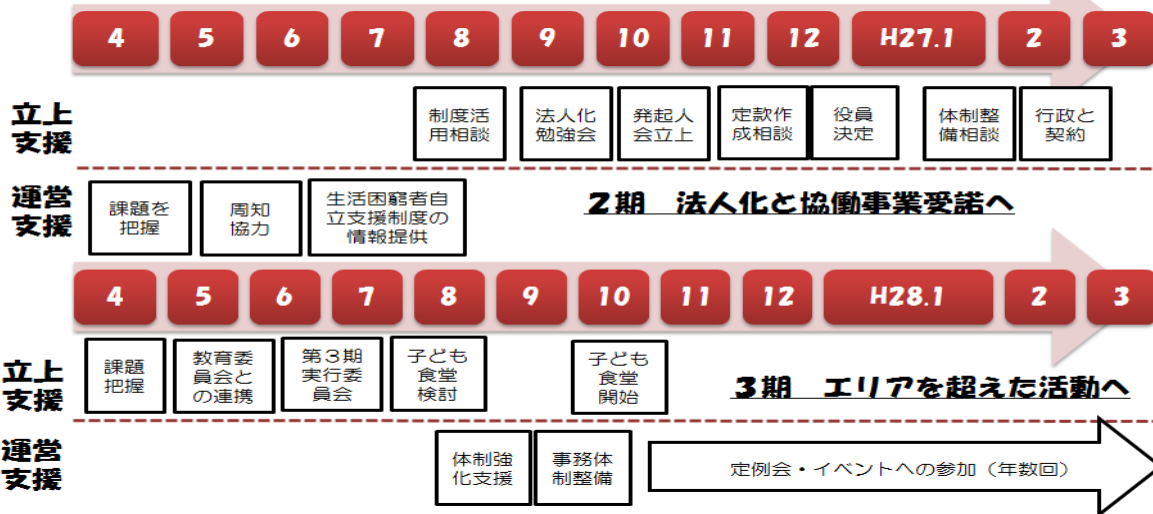 4 5 6 7 8 9 10 11 12 H27.1 2 3
立上
支援
制度活
用相談
法人化
勉強会
発起人
会立上
定款作
成相談
役員
決定
体制整
備相談
行政と
契約
運営
支援
課題を
把握
周知
協力
生活困窮者自
立支援制度の
情報提供
2期 法人化と協働事業受諾へ
4 5 6 7 8 9 10 11 12 H28.1 2 3
立上
支援
課題
把握
教育委
員会と
の連携
第3期
実行委
員会
子ども
食堂
検討
子ども
食堂
開始
3期 エリアを超えた活動へ
運営
支援
体制強
化支援
事務体
制整備
定例会・イベントへの参加(年数回)